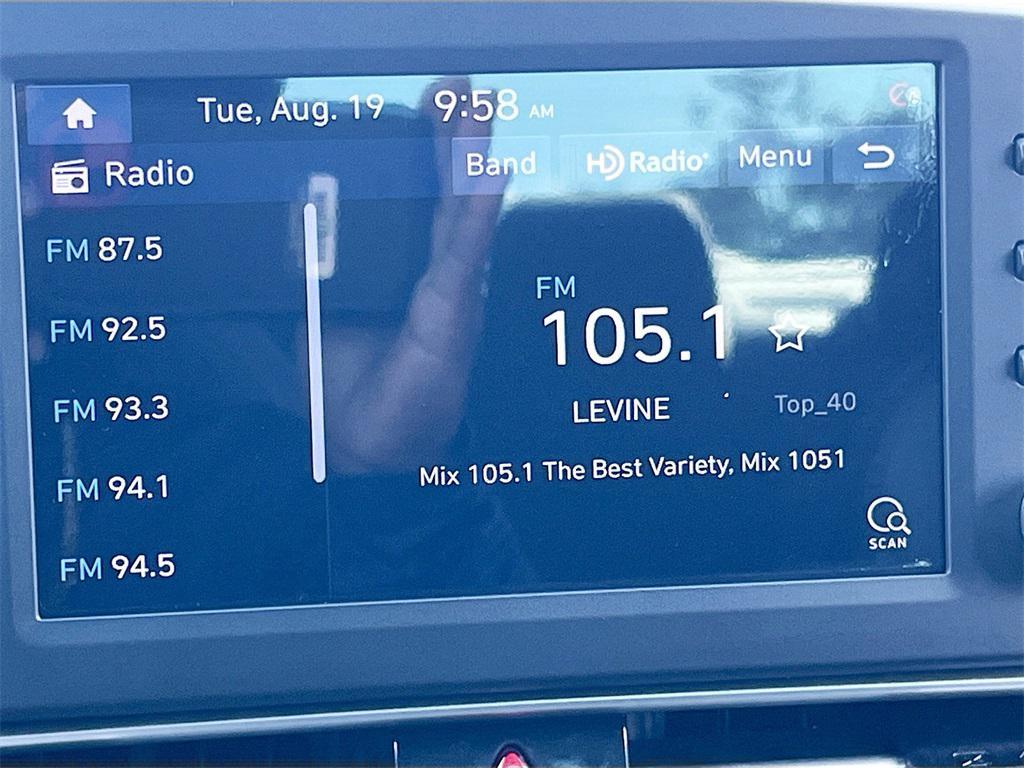 Tue, Aug. 19 9:58 AM
Radio Band HD Radio Menu
FM 87.5
FM 92.5
FM 93.3
FM 94.1
FM 94.5
FM
105.1
LEVINE Top_40
Mix 105.1 The Best Variety, Mix 1051
SCAN